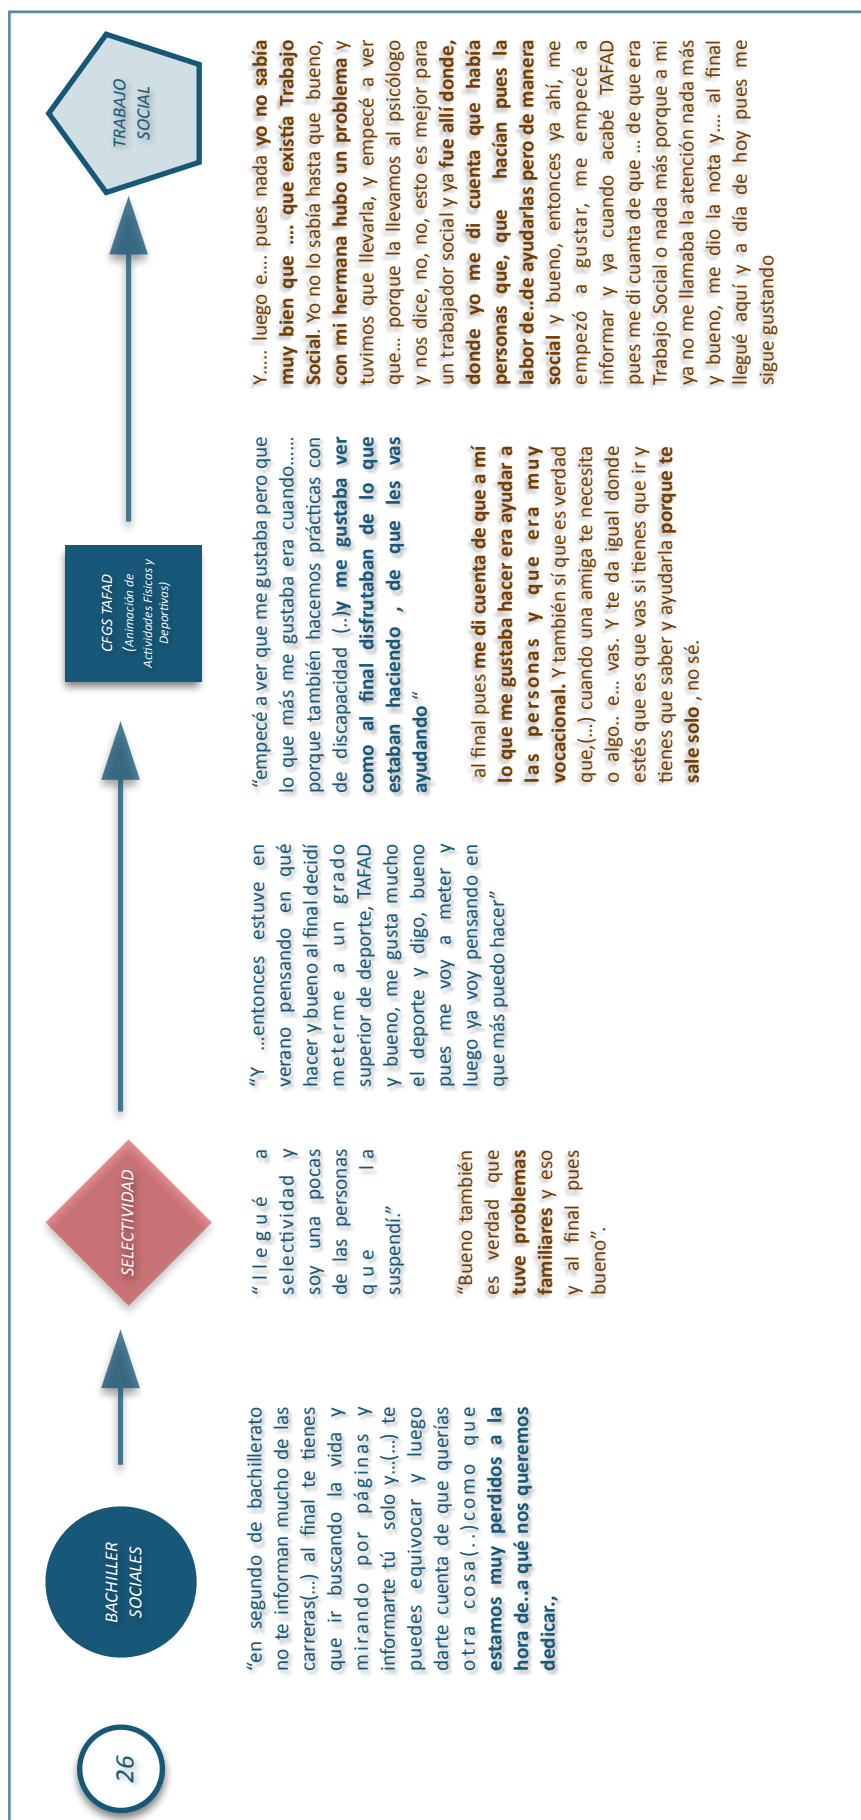 26
BACHILLER
SOCIALES
SELECTIVIDAD
CFGS TAFAD
(Animación de
Actividades Físicas y
Deportivas)
TRABAJO
SOCIAL
“en segundo de bachillerato
no te informan mucho de las
carreras(...) al final te tienes
que ir buscando la vida y
mirando por páginas y
informarte tú solo y...(...) te
puedes equivocar y luego
darte cuenta de que querías
otra cosa(...)como que
estamos muy perdidos a la
hora de..a qué nos queremos
dedicar.,
“llegué a
selectividad y
soy una pocas
de las personas
que la
suspendí.”
“Bueno también
es verdad que
tuve problemas
familiares y eso
y al final pues
bueno”.
“Y ...entonces estuve en
verano pensando en qué
hacer y bueno al final decidí
meterme a un grado
superior de deporte, TAFAD
y bueno, me gusta mucho
el deporte y digo, bueno
pues me voy a meter y
luego ya voy pensando en
que más puedo hacer”
“empecé a ver que me gustaba pero que
lo que más me gustaba era cuando......
porque también hacemos prácticas con
de discapacidad (..)y me gustaba ver
como al final disfrutaban de lo que
estaban haciendo , de que les vas
ayudando “
al final pues me di cuenta de que a mí
lo que me gustaba hacer era ayudar a
las personas y que era muy
vocacional. Y también sí que es verdad
que,(...) cuando una amiga te necesita
o algo.. e... vas. Y te da igual donde
estés que es que vas si tienes que ir y
tienes que saber y ayudarla porque te
sale solo , no sé.
Y..... luego e.... pues nada yo no sabía
muy bien que .... que existía Trabajo
Social. Yo no lo sabía hasta que bueno,
con mi hermana hubo un problema y
tuvimos que llevarla, y empecé a ver
que... porque la llevamos al psicólogo
y nos dice, no, no, esto es mejor para
un trabajador social y ya fue allí donde,
donde yo me di cuenta que había
personas que, que hacían pues la
labor de..de ayudarlas pero de manera
social y bueno, entonces ya ahí, me
empezó a gustar, me empecé a
informar y ya cuando acabé TAFAD
pues me di cuanta de que ... de que era
Trabajo Social o nada más porque a mi
ya no me llamaba la atención nada más
y bueno, me dio la nota y.... al final
llegué aquí y a día de hoy pues me
sigue gustando